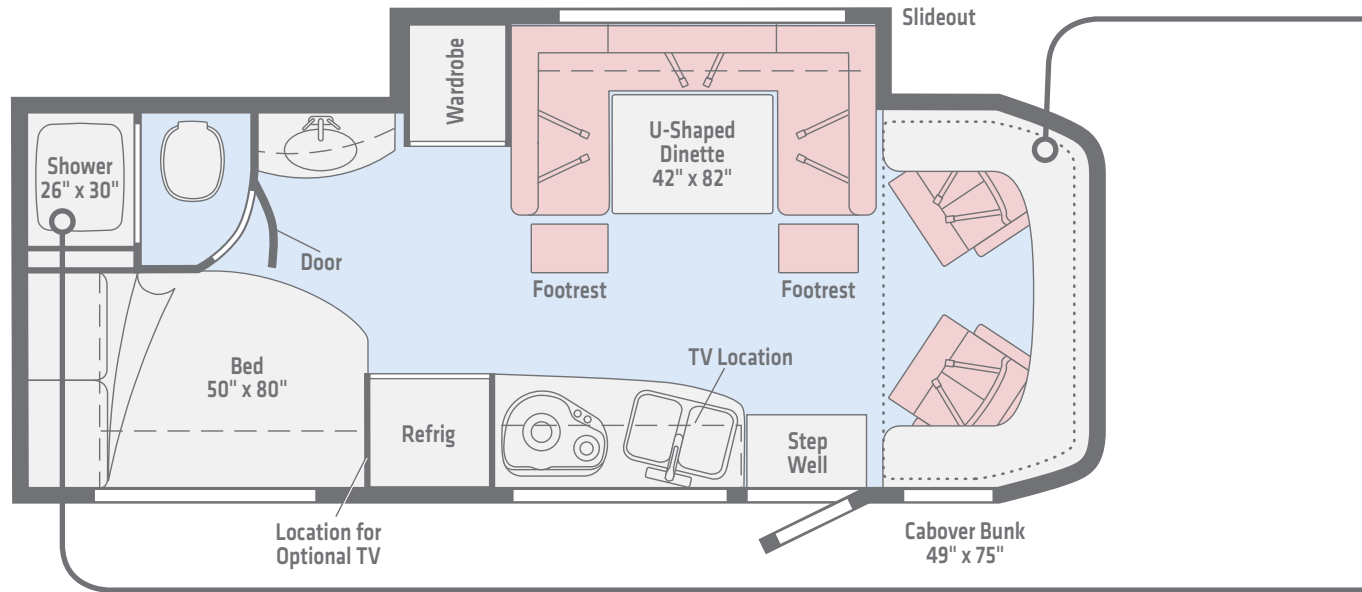 Slideout
Wardrobe
U-Shaped
Dinette
42" x 82"
Shower
26" x 30"
Door
Footrest
Footrest
TV Location
Bed
50" x 80"
Refrig
Step
Well
Location for
Optional TV
Cabover Bunk
49" x 75"